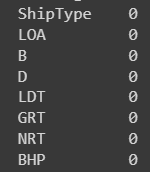 ShipType 0
LOA 0
B 0
D 0
LDT 0
GRT 0
NRT 0
BHP 0